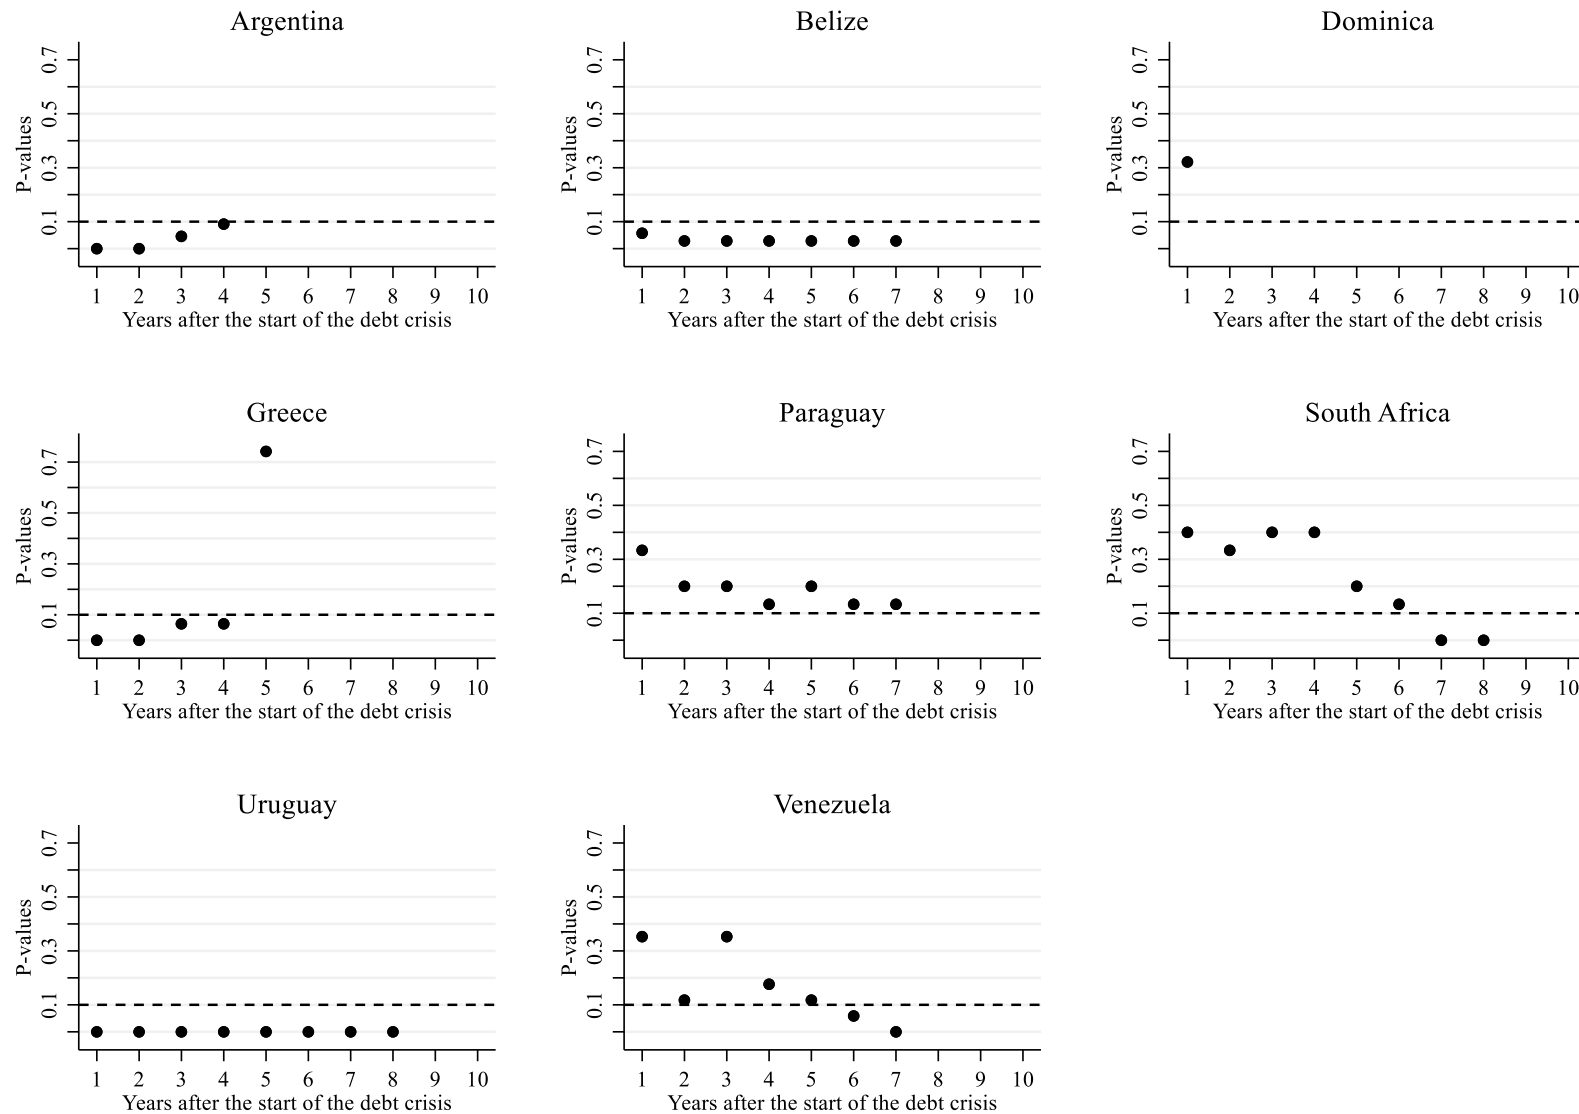 Argentina
P-values
0.7
0.5
0.3
0.1
1 2 3 4 5 6 7 8 9 10
Years after the start of the debt crisis
Belize
P-values
0.7
0.5
0.3
0.1
1 2 3 4 5 6 7 8 9 10
Years after the start of the debt crisis
Dominica
P-values
0.7
0.5
0.3
0.1
1 2 3 4 5 6 7 8 9 10
Years after the start of the debt crisis
Greece
P-values
0.7
0.5
0.3
0.1
1 2 3 4 5 6 7 8 9 10
Years after the start of the debt crisis
Paraguay
P-values
0.7
0.5
0.3
0.1
1 2 3 4 5 6 7 8 9 10
Years after the start of the debt crisis
South Africa
P-values
0.7
0.5
0.3
0.1
1 2 3 4 5 6 7 8 9 10
Years after the start of the debt crisis
Uruguay
P-values
0.7
0.5
0.3
0.1
1 2 3 4 5 6 7 8 9 10
Years after the start of the debt crisis
Venezuela
P-values
0.7
0.5
0.3
0.1
1 2 3 4 5 6 7 8 9 10
Years after the start of the debt crisis